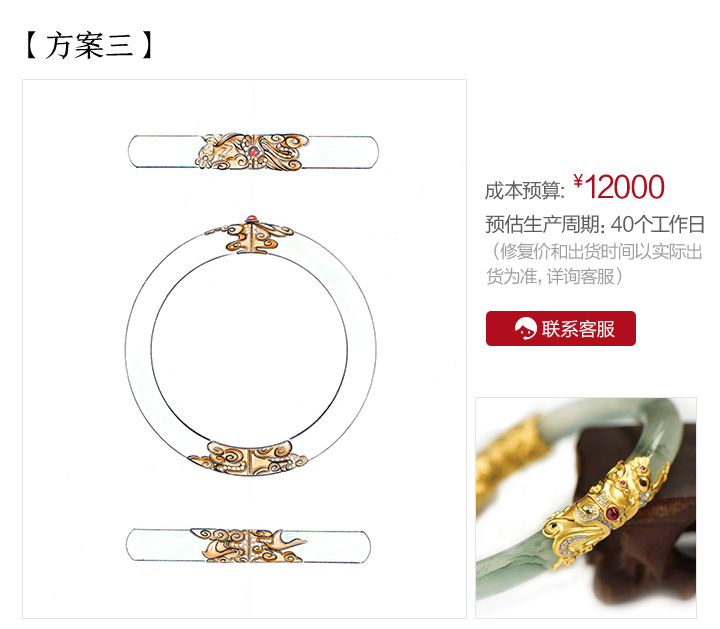 【方案三】
成本预算: ¥12000
预估生产周期: 40个工作日
（修复价和出货时间以实际出
货为准, 详询客服）
联系客服